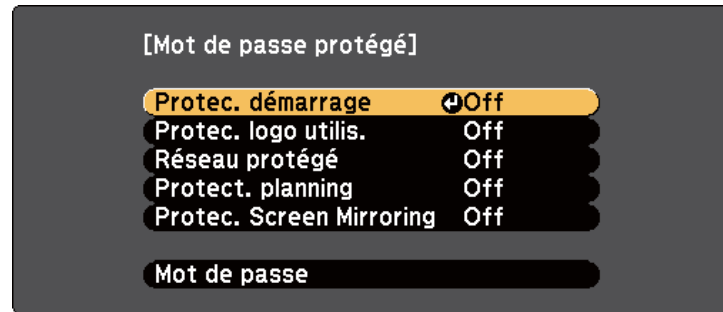 [Mot de passe protégé]
Protec. démarrage Off
Protec. logo utilis. Off
Réseau protégé Off
Protect. planning Off
Protec. Screen Mirroring Off
Mot de passe